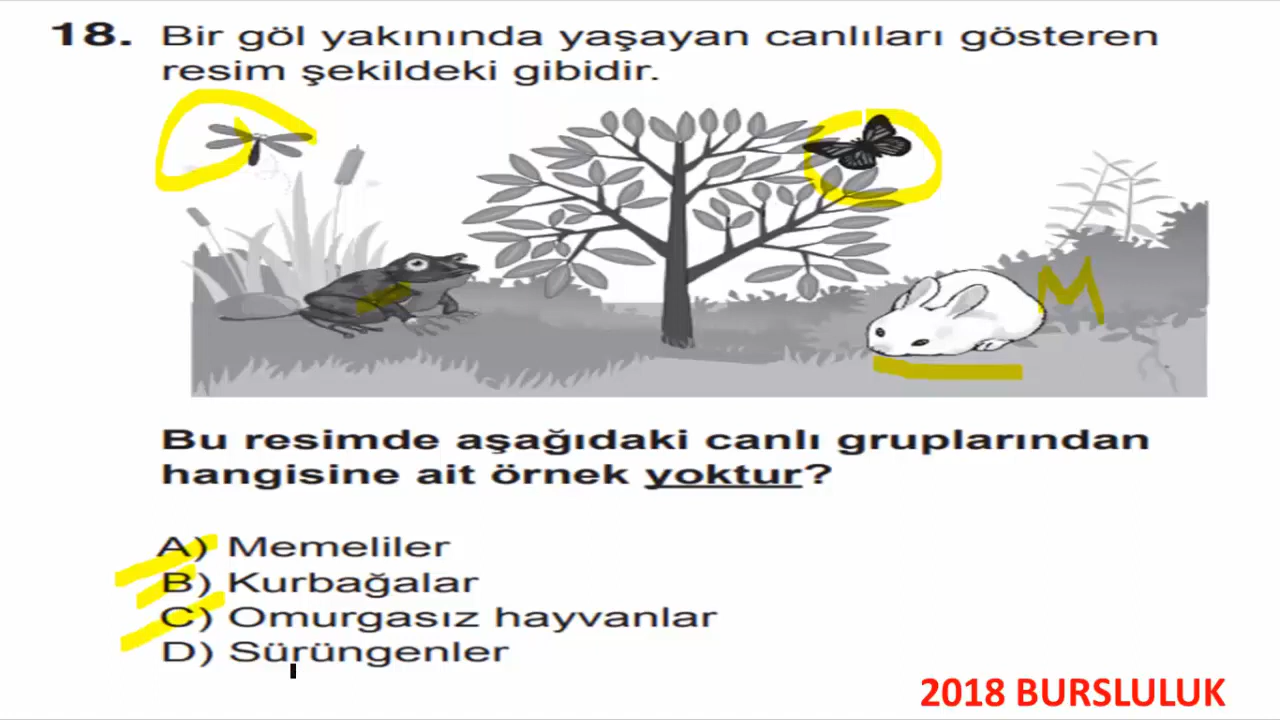 18. Bir göl yakınında yaşayan canlıları gösteren
resim şekildeki gibidir.
M
Bu resimde aşağıdaki canlı gruplarından
hangisine ait örnek yoktur?
A) Memeliler
B) Kurbağalar
C) Omurgasız hayvanlar
D) Sürüngenler
2018 BURSLULUK